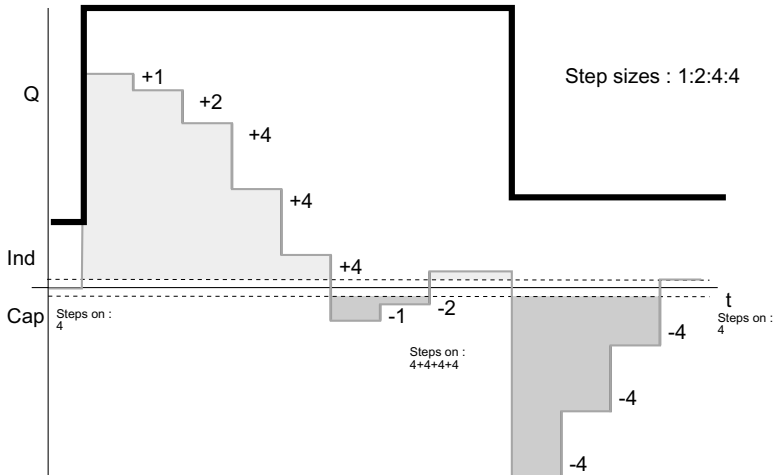 Q
Step sizes : 1:2:4:4
+1
+2
+4
+4
+4
Ind
Cap
Steps on :
4
-1
-2
Steps on :
4+4+4+4
-4
-4
-4
t
Steps on :
4